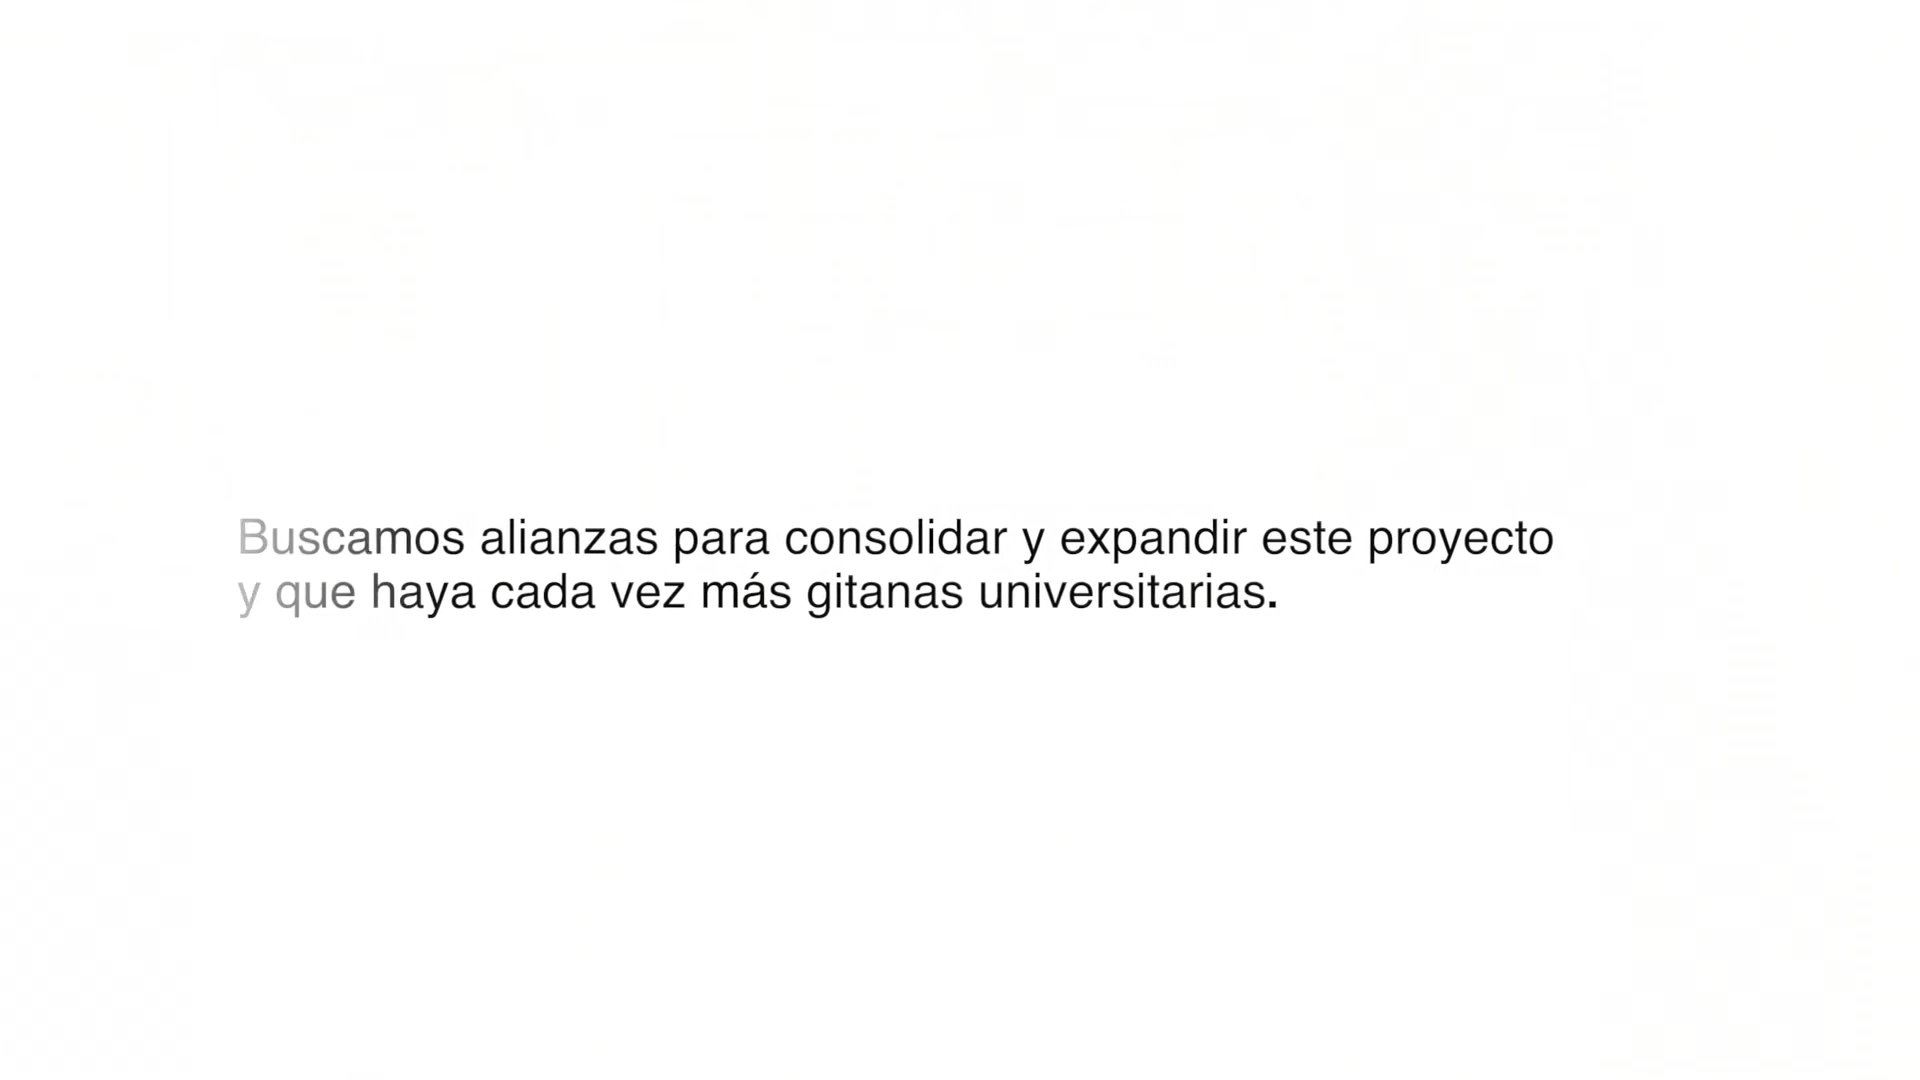 Buscamos alianzas para consolidar y expandir este proyecto
y que haya cada vez más gitanas universitarias.